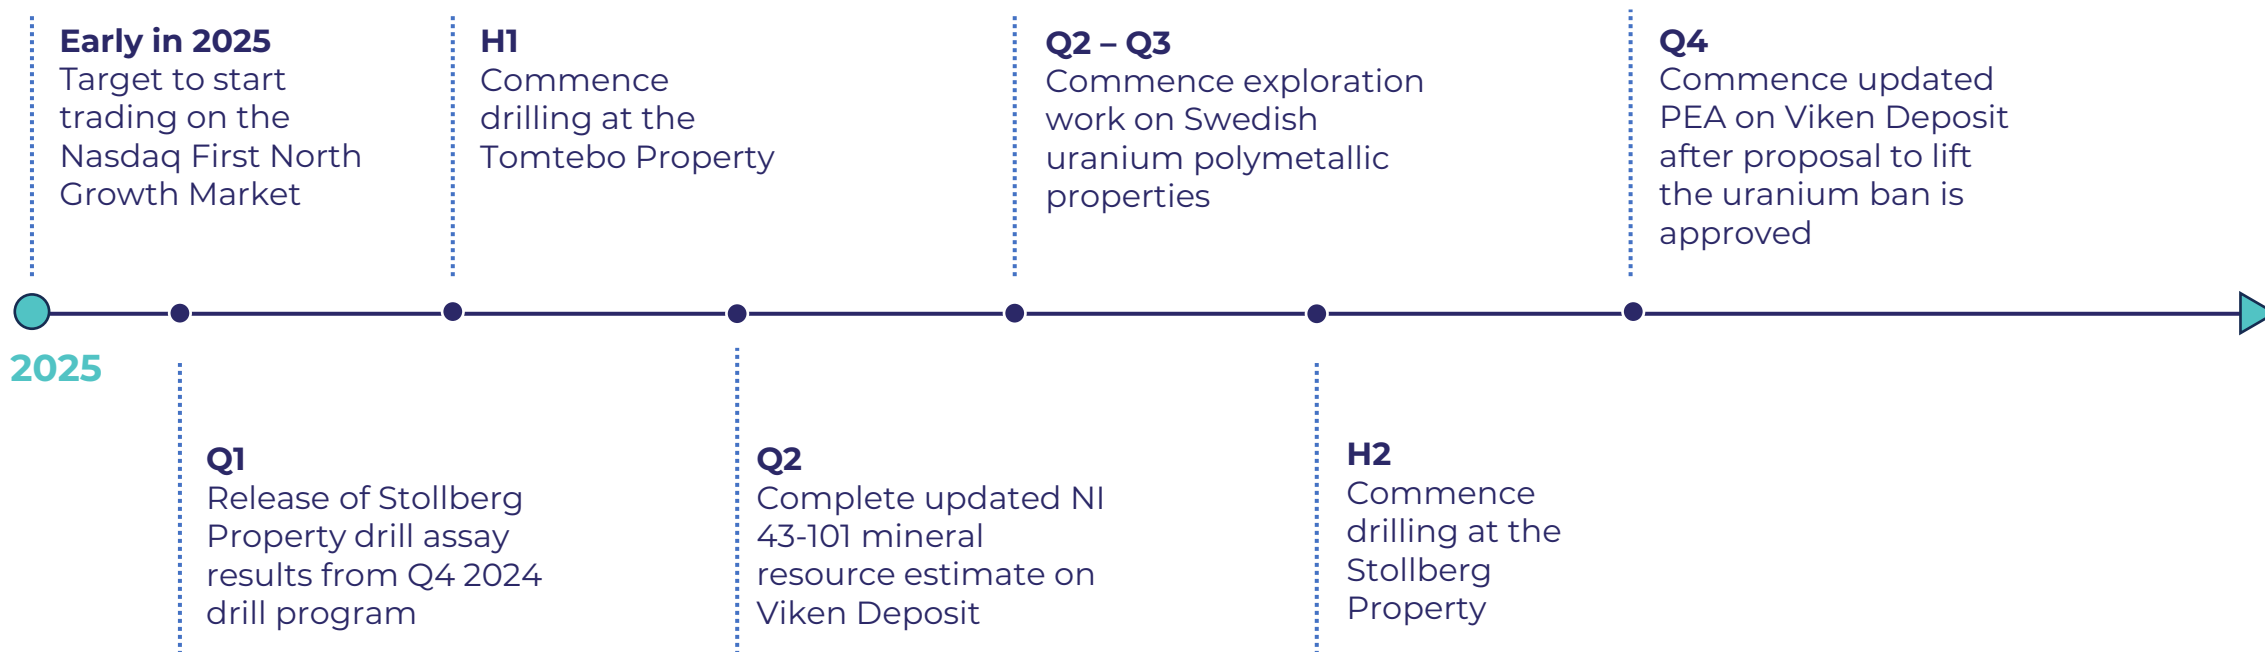 Early in 2025
Target to start
trading on the
Nasdaq First North
Growth Market
H1
Commence
drilling at the
Tomtebo Property
Q2 – Q3
Commence exploration
work on Swedish
uranium polymetallic
properties
Q4
Commence updated
PEA on Viken Deposit
after proposal to lift
the uranium ban is
approved
2025
Q1
Release of Stollberg
Property drill assay
results from Q4 2024
drill program
Q2
Complete updated NI
43-101 mineral
resource estimate on
Viken Deposit
H2
Commence
drilling at the
Stollberg
Property